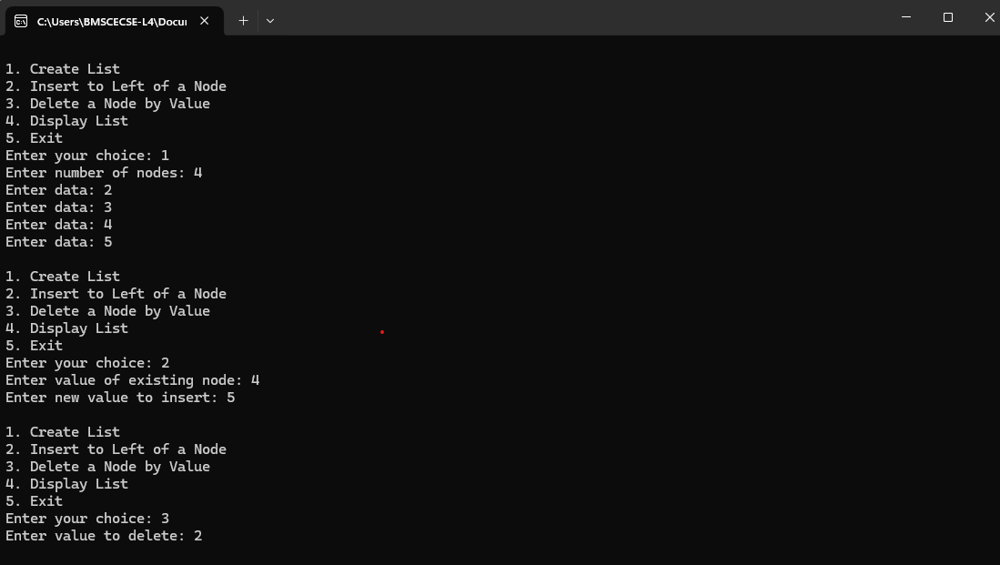 C:\Users\BMSCECSE-L4\Docu
1. Create List
2. Insert to Left of a Node
3. Delete a Node by Value
4. Display List
5. Exit
Enter your choice: 1
Enter number of nodes: 4
Enter data: 2
Enter data: 3
Enter data: 4
Enter data: 5
1. Create List
2. Insert to Left of a Node
3. Delete a Node by Value
4. Display List
5. Exit
Enter your choice: 2
Enter value of existing node: 4
Enter new value to insert: 5
1. Create List
2. Insert to Left of a Node
3. Delete a Node by Value
4. Display List
5. Exit
Enter your choice: 3
Enter value to delete: 2